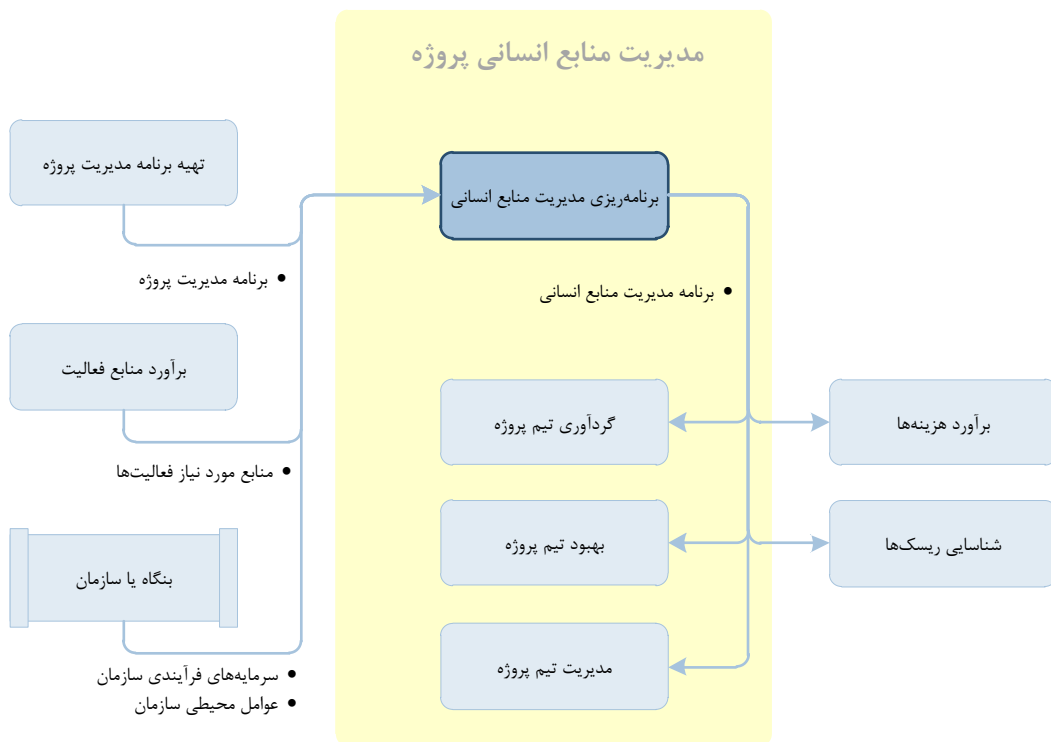 مدیریت منابع انسانی پروژه
تهیه برنامه مدیریت پروژه
برنامه‌ریزی مدیریت منابع انسانی
• برنامه مدیریت پروژه
• برنامه مدیریت منابع انسانی
برآورد منابع فعالیت
گردآوری تیم پروژه
برآورد هزینه‌ها
• منابع مورد نیاز فعالیت‌ها
بهبود تیم پروژه
شناسایی ریسک‌ها
بنگاه یا سازمان
مدیریت تیم پروژه
• سرمایه‌های فرآیندی سازمان
• عوامل محیطی سازمان